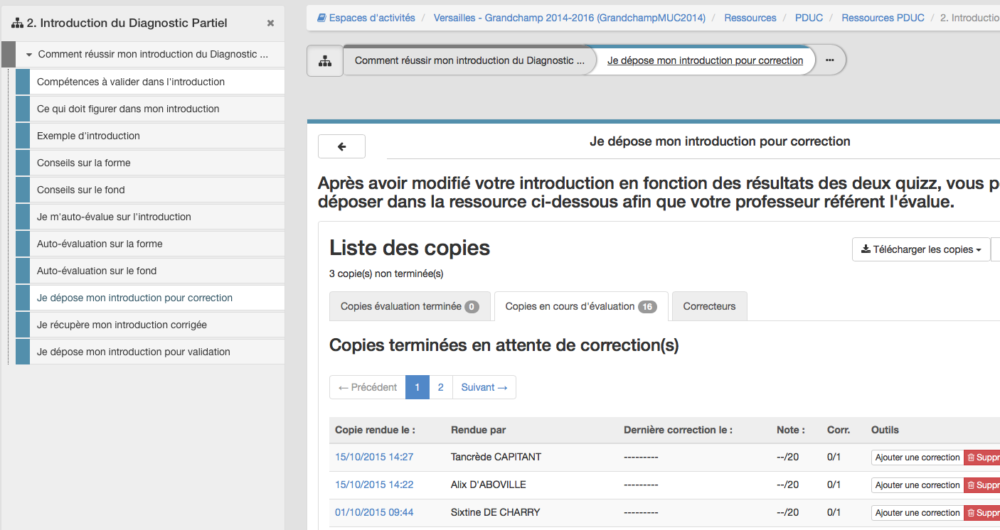 2. Introduction du Diagnostic Partiel
Comment réussir mon introduction du Diagnostic ...
Compétences à valider dans l'introduction
Ce qui doit figurer dans mon introduction
Exemple d'introduction
Conseils sur la forme
Conseils sur le fond
Je m'auto-évalue sur l'introduction
Auto-évaluation sur la forme
Auto-évaluation sur le fond
Je dépose mon introduction pour correction
Je récupère mon introduction corrigée
Je dépose mon introduction pour validation
Espaces d'activités / Versailles - Grandchamp 2014-2016 (GrandchampMUC2014) / Ressources / PDUC / Ressources PDUC / 2. Introductio
Comment réussir mon introduction du Diagnostic ... Je dépose mon introduction pour correction ...
Je dépose mon introduction pour correction
Après avoir modifié votre introduction en fonction des résultats des deux quizz, vous p
déposer dans la ressource ci-dessous afin que votre professeur référent l'évalue.
Liste des copies
Télécharger les copies
3 copie(s) non terminée(s)
Copies évaluation terminée 0 Copies en cours d'évaluation 16 Correcteurs
Copies terminées en attente de correction(s)
← Précédent 1 2 Suivant →
Copie rendue le : Rendue par Dernière correction le : Note : Corr. Outils
15/10/2015 14:27 Tancrède CAPITANT --------- --/20 0/1 Ajouter une correction Suppr
15/10/2015 14:22 Alix D'ABOVILLE --------- --/20 0/1 Ajouter une correction Suppr
01/10/2015 09:44 Sixtine DE CHARRY --------- --/20 0/1 Ajouter une correction Suppr